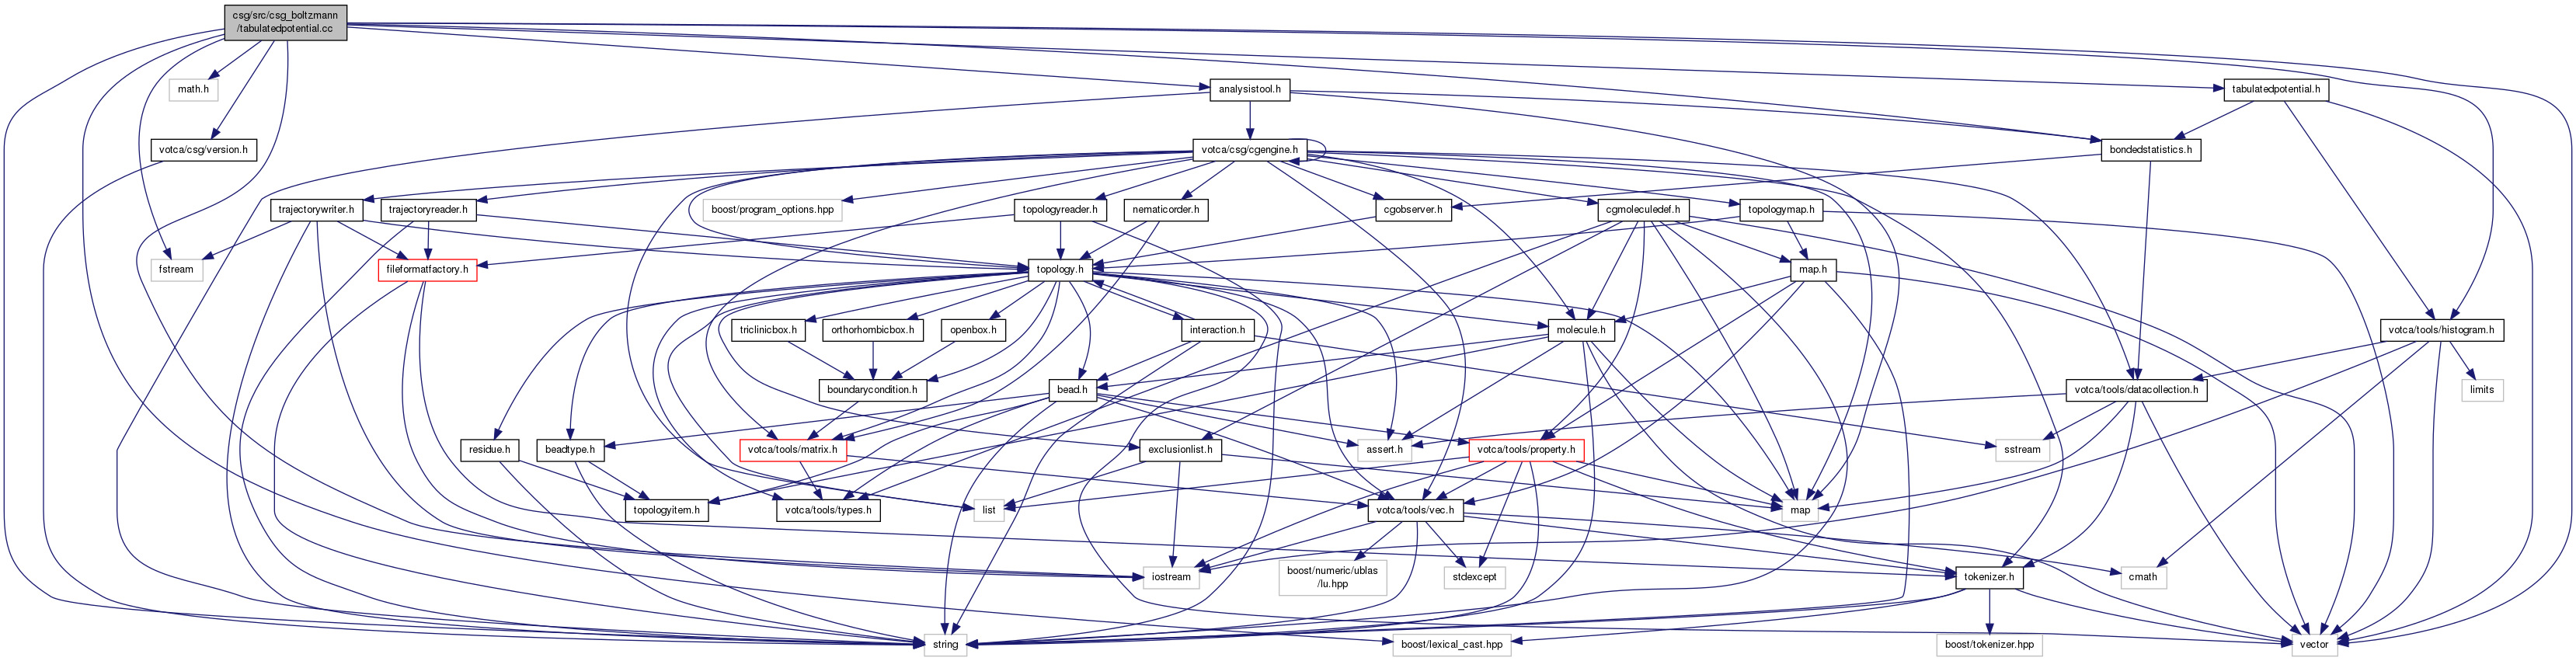 csg/src/csg_boltzmann
/tabulatedpotential.cc
math.h
analysistool.h
tabulatedpotential.h
votca/csg/version.h
votca/csg/cgengine.h
bondedstatistics.h
trajectorywriter.h
trajectoryreader.h
boost/program_options.hpp
topologyreader.h
nematicorder.h
cgobserver.h
cgmoleculedef.h
topologymap.h
fstream
fileformatfactory.h
topology.h
map.h
triclinicbox.h
orthorhombicbox.h
openbox.h
interaction.h
molecule.h
votca/tools/histogram.h
boundarycondition.h
bead.h
votca/tools/datacollection.h
limits
residue.h
beadtype.h
votca/tools/matrix.h
exclusionlist.h
assert.h
votca/tools/property.h
sstream
topologyitem.h
votca/tools/types.h
list
votca/tools/vec.h
map
iostream
boost/numeric/ublas
/lu.hpp
stdexcept
tokenizer.h
cmath
string
boost/lexical_cast.hpp
boost/tokenizer.hpp
vector